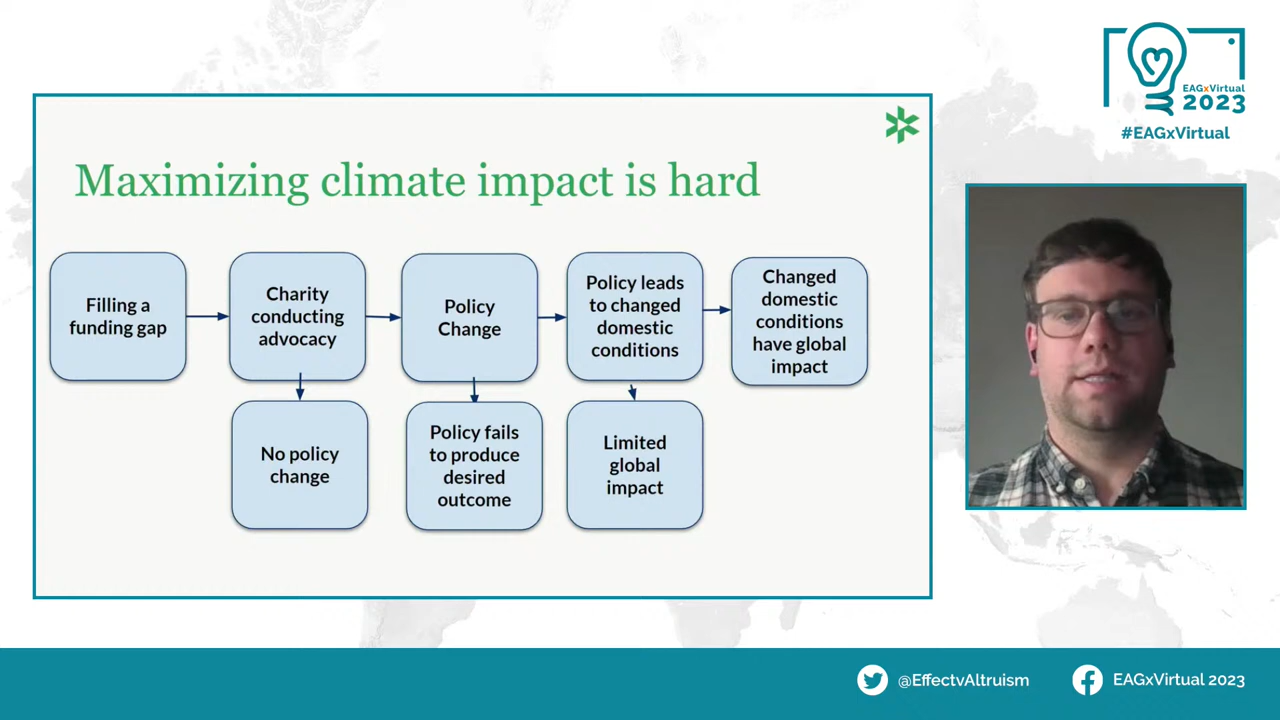 EAGxVirtual
2023
#EAGxVirtual
Maximizing climate impact is hard
Filling a
funding gap
Charity
conducting
advocacy
Policy
Change
Policy leads
to changed
domestic
conditions
Changed
domestic
conditions
have global
impact
No policy
change
Policy fails
to produce
desired
outcome
Limited
global
impact
@EffectvAltruism
EAGxVirtual 2023